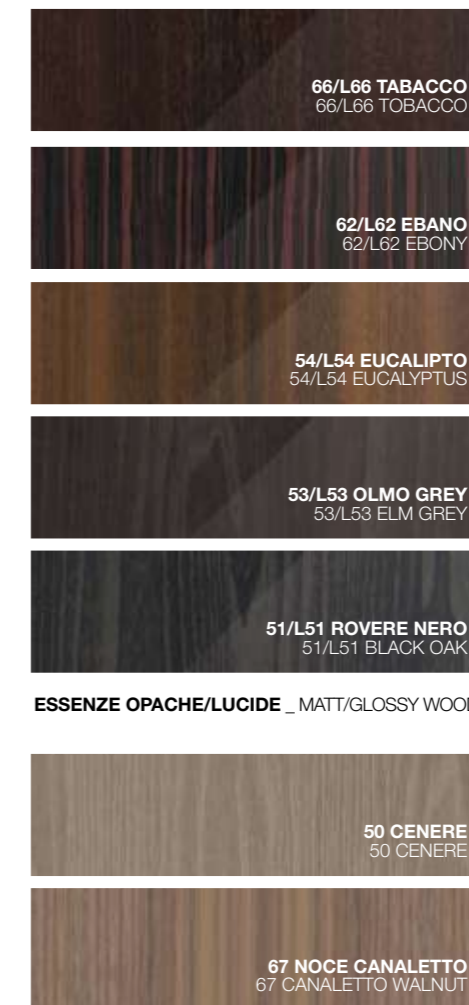 66/L66 TABACCO
66/L66 TOBACCO
62/L62 EBANO
62/L62 EBONY
54/L54 EUCALIPTO
54/L54 EUCALYPTUS
53/L53 OLMO GREY
53/L53 ELM GREY
51/L51 ROVERE NERO
51/L51 BLACK OAK
ESSENZE OPACHE/LUCIDE _ MATT/GLOSSY WOOD
50 CENERE
50 CENERE
67 NOCE CANALETTO
67 CANALETTO WALNUT